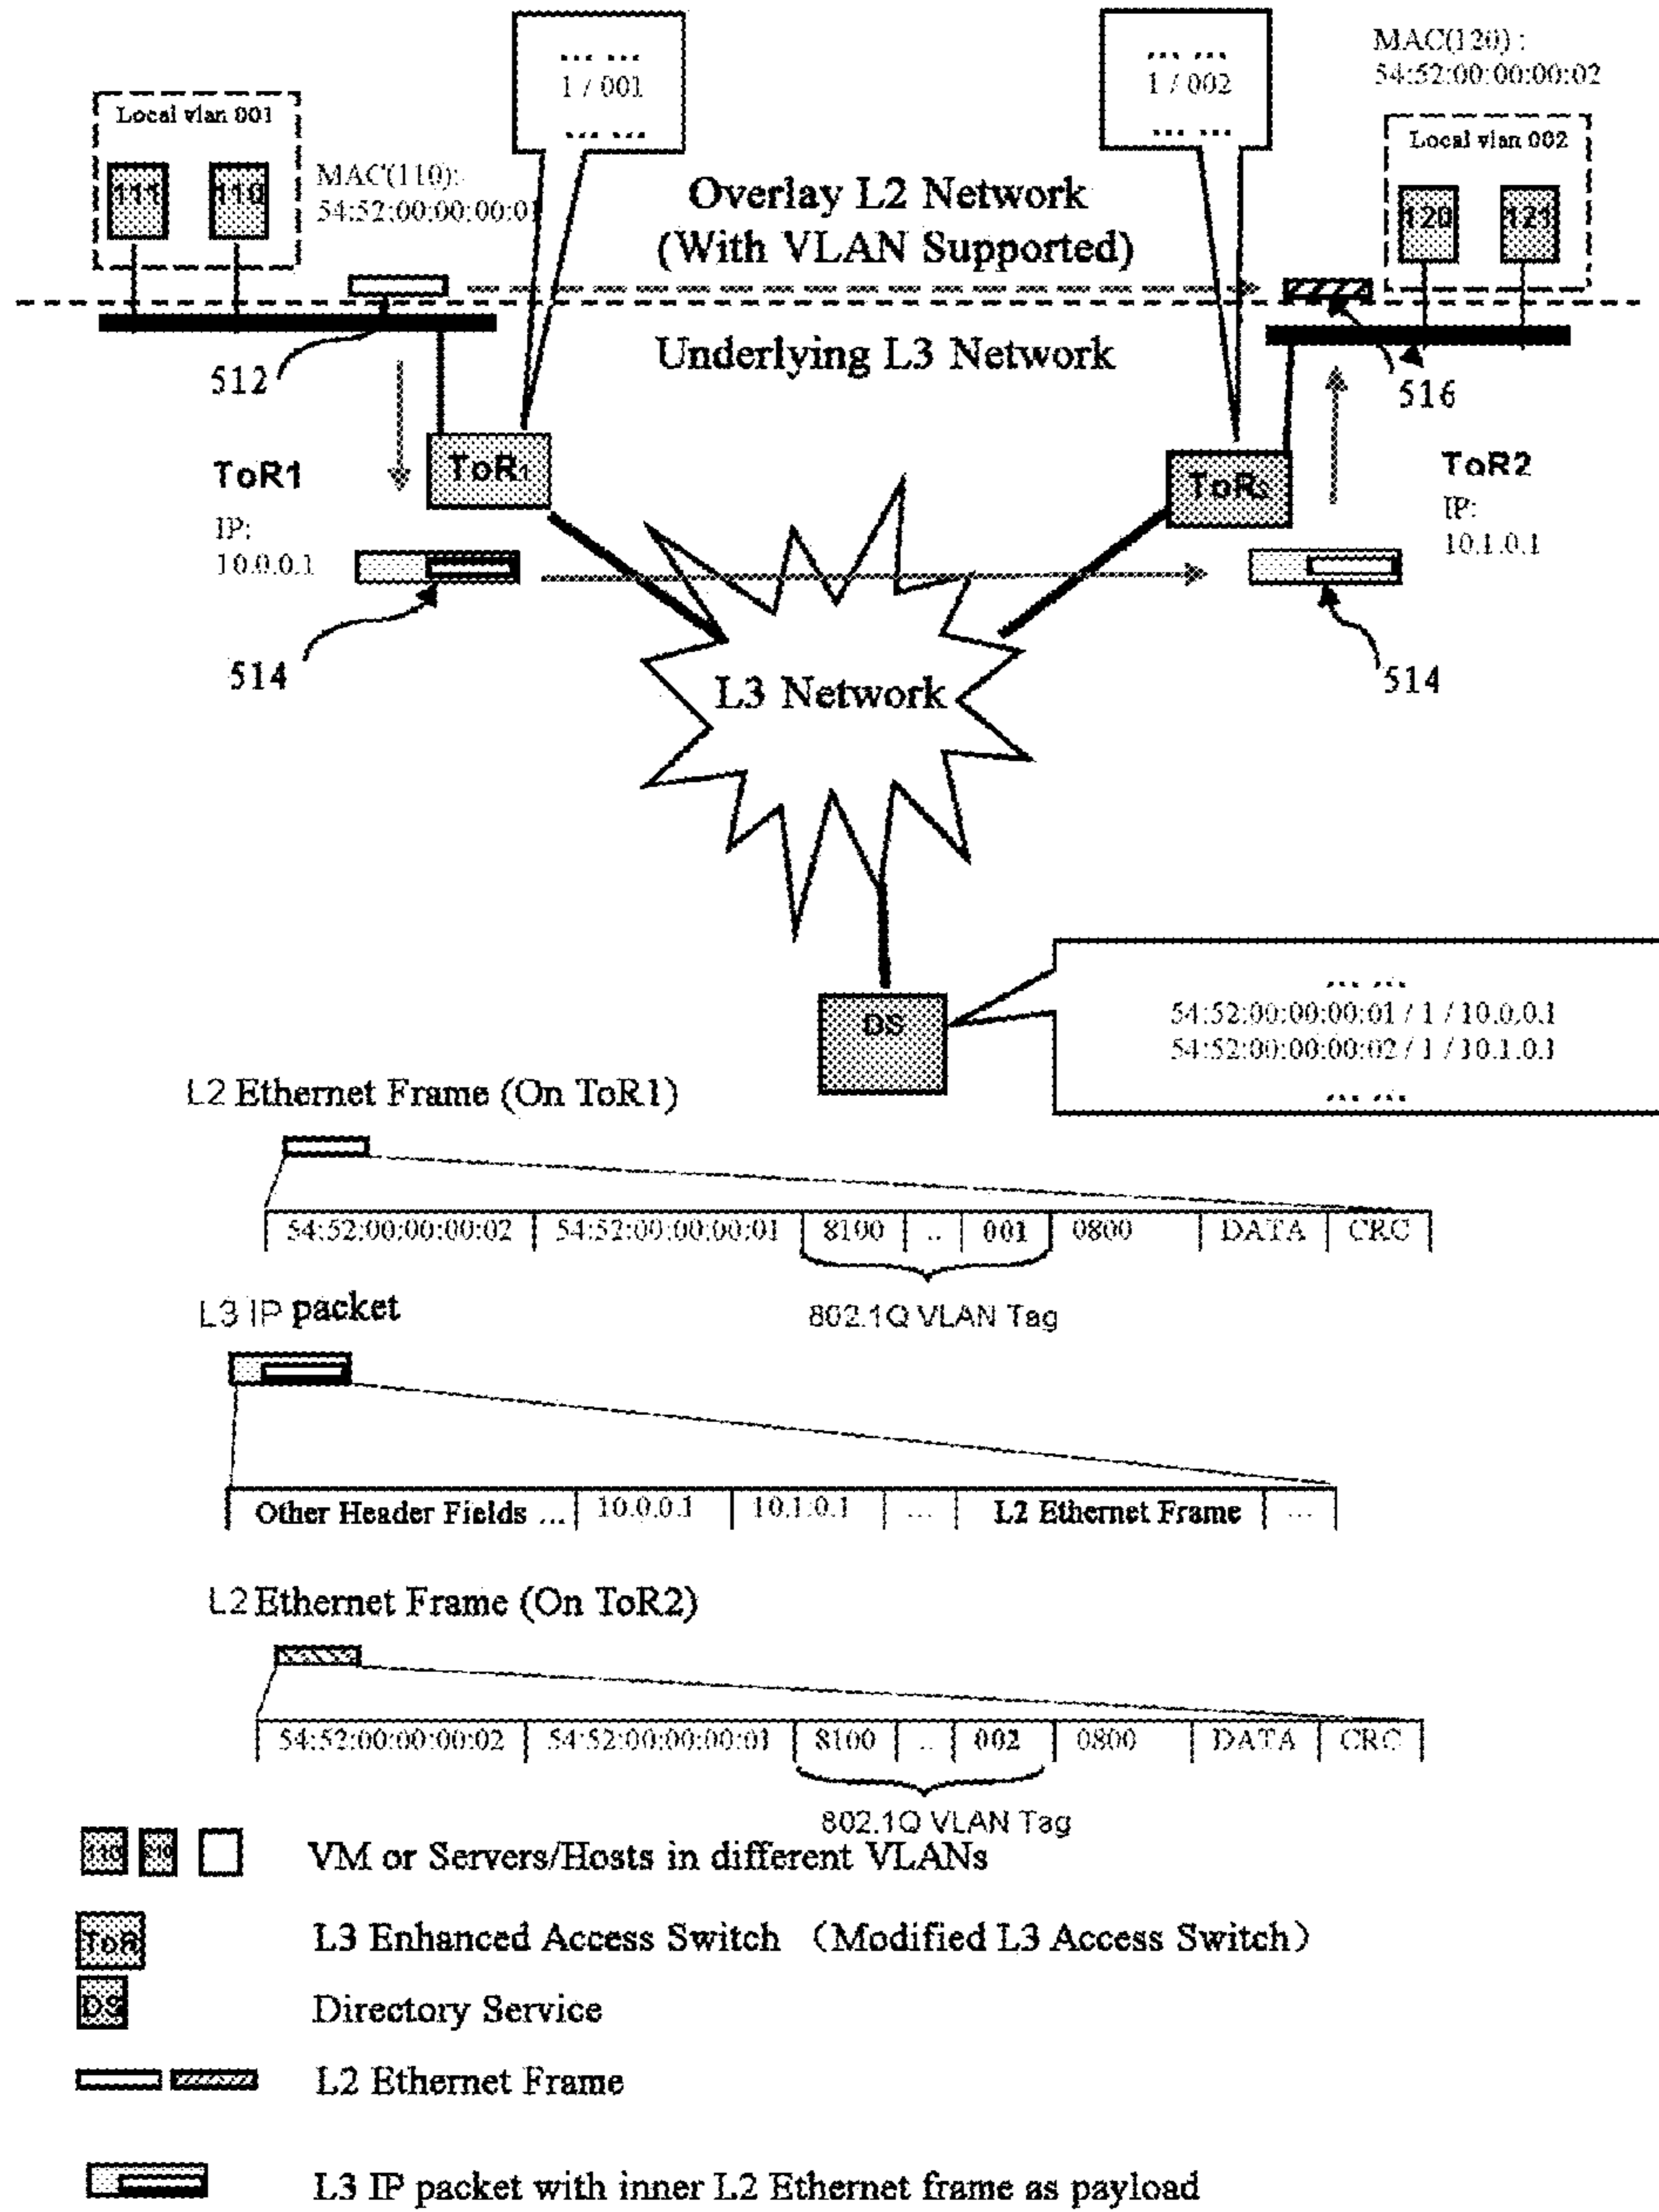 ... ...
1 / 001
... ...
... ...
1 / 002
... ...
MAC(120) :
54:52:00:00:00:02
Local vlan 001
111
110
MAC(110):
54:52:00:00:00:01
Overlay L2 Network
(With VLAN Supported)
Local vlan 002
120
121
512
Underlying L3 Network
516
ToR1
IP:
10.0.0.1
ToR1
ToR2
ToR2
IP:
10.1.0.1
514
L3 Network
514
DS
... ...
54:52:00:00:00:01 / 1 / 10.0.0.1
54:52:00:00:00:02 / 1 / 10.1.0.1
... ...
L2 Ethernet Frame (On ToR1)
54:52:00:00:00:02 54:52:00:00:00:01 8100 .. 001 0800 DATA CRC
802.1Q VLAN Tag
L3 IP packet
Other Header Fields ... 10.0.0.1 10.1.0.1 ... L2 Ethernet Frame ...
L2 Ethernet Frame (On ToR2)
54:52:00:00:00:02 54:52:00:00:00:01 8100 .. 002 0800 DATA CRC
802.1Q VLAN Tag
110 VM or Servers/Hosts in different VLANs
ToR L3 Enhanced Access Switch (Modified L3 Access Switch)
DS Directory Service
L2 Ethernet Frame
L3 IP packet with inner L2 Ethernet frame as payload